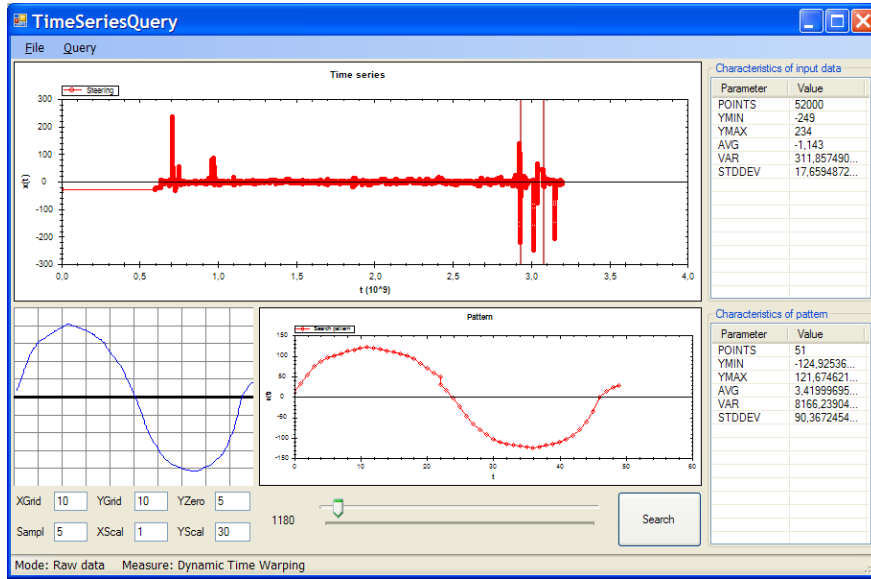 TimeSeriesQuery
File Query
Time series
Steering
300
200
100
0
-100
-200
-300
x(t)
0,0 0,5 1,0 1,5 2,0 2,5 3,0 3,5 4,0
t (10^9)
Characteristics of input data
Parameter Value
POINTS 52000
YMIN -249
YMAX 234
AVG -1,143
VAR 311,857490...
STDDEV 17,6594872...
Pattern
Search pattern
150
100
50
0
-50
-100
-150
x(t)
0 10 20 30 40 50 60
t
Characteristics of pattern
Parameter Value
POINTS 51
YMIN -124,92536...
YMAX 121,674621...
AVG 3,41999695...
VAR 8166,23904...
STDDEV 90,3672454...
XGrid 10 YGrid 10 YZero 5
Sampl 5 XScal 1 YScal 30
1180
Search
Mode: Raw data Measure: Dynamic Time Warping